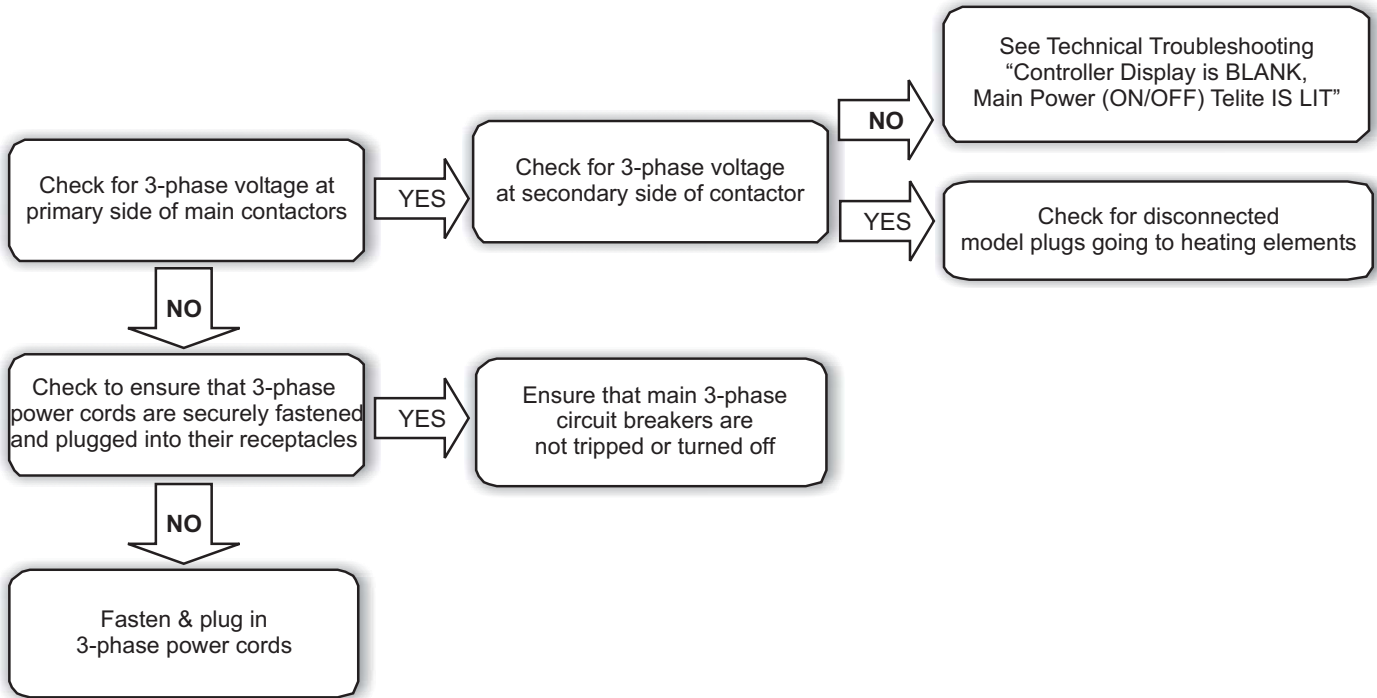 See Technical Troubleshooting
“Controller Display is BLANK,
Main Power (ON/OFF) Telite IS LIT”
NO
Check for 3-phase voltage at
primary side of main contactors
YES
Check for 3-phase voltage
at secondary side of contactor
YES
Check for disconnected
model plugs going to heating elements
NO
Check to ensure that 3-phase
power cords are securely fastened
and plugged into their receptacles
YES
Ensure that main 3-phase
circuit breakers are
not tripped or turned off
NO
Fasten & plug in
3-phase power cords